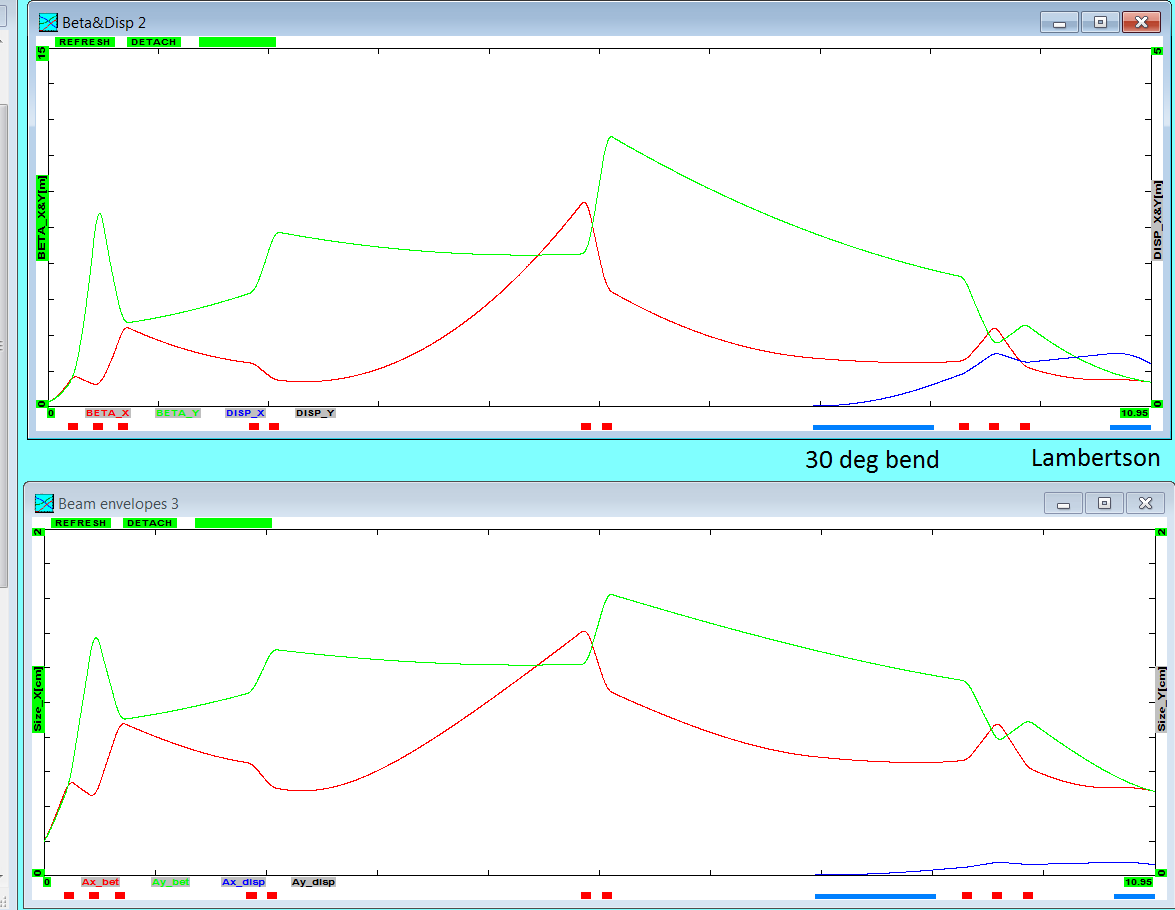 Beta&Disp 2
REFRESH DETACH
15 5
BETA_X&Y[m] DISP_X&Y[m]
0 0
0 BETA_X BETA_Y DISP_X DISP_Y 10.95
30 deg bend Lambertson
Beam envelopes 3
REFRESH DETACH
2 2
Size_X[cm] Size_Y[cm]
0 0
0 Ax_bet Ay_bet Ax_disp Ay_disp 10.95